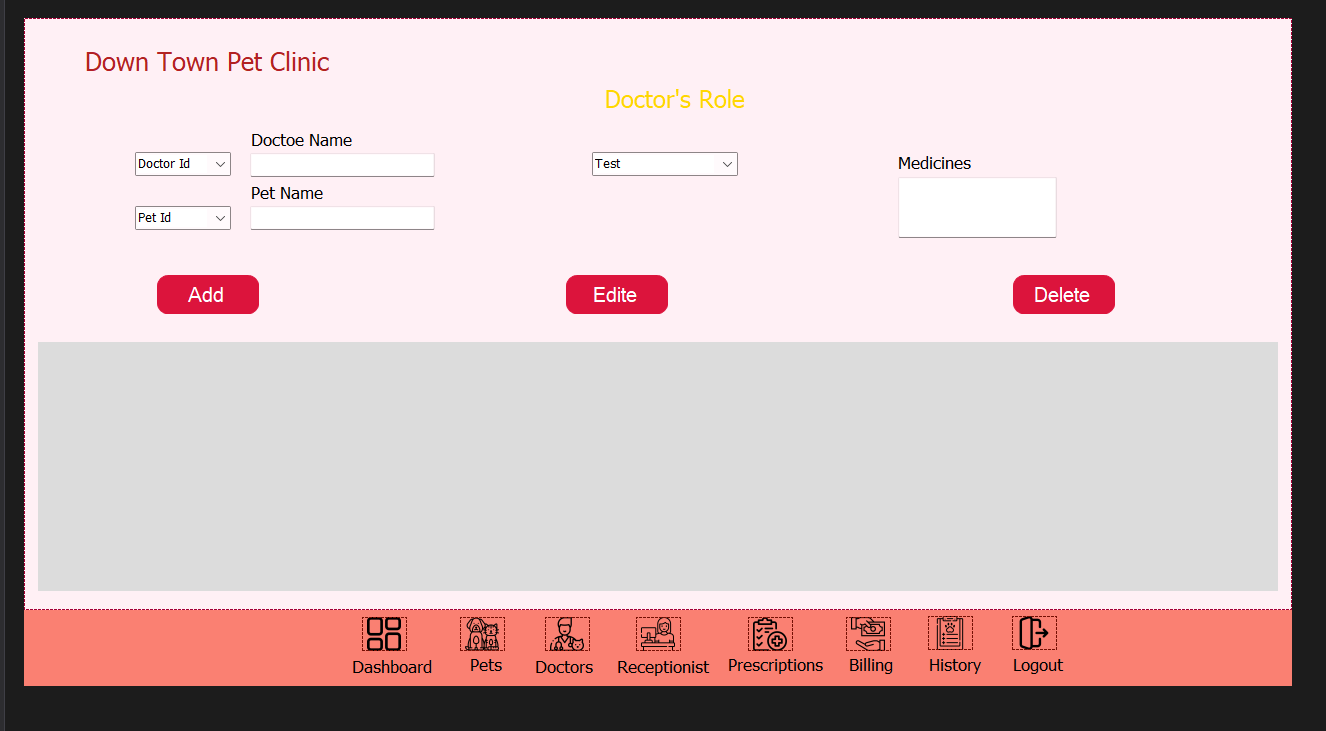 Down Town Pet Clinic
Doctor's Role
Doctoe Name
Doctor Id
Test
Medicines
Pet Name
Pet Id
Add
Edite
Delete
Dashboard
Pets
Doctors
Receptionist
Prescriptions
Billing
History
Logout